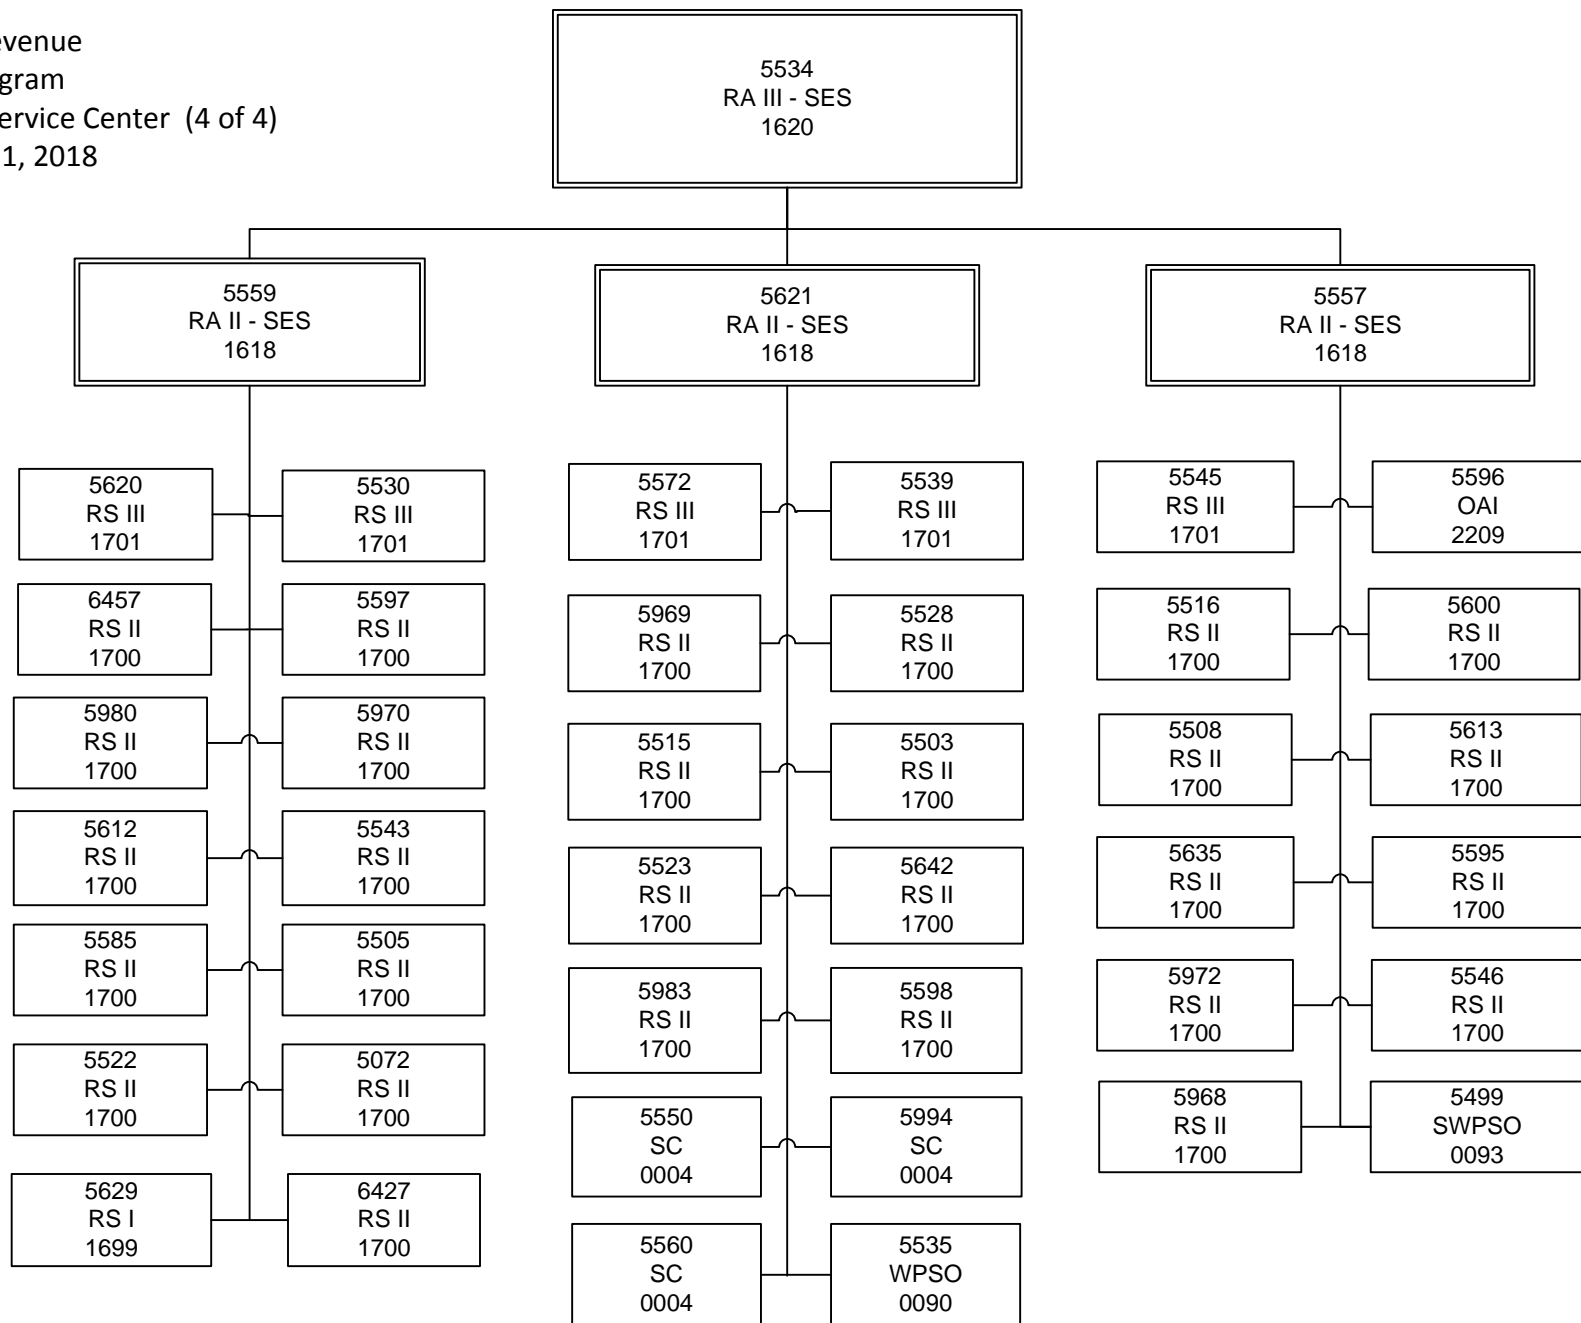 evenue
gram
ervice Center (4 of 4)
1, 2018
5534
RA III - SES
1620
5559
RA II - SES
1618
5621
RA II - SES
1618
5557
RA II - SES
1618
5620
RS III
1701
5530
RS III
1701
6457
RS II
1700
5597
RS II
1700
5980
RS II
1700
5970
RS II
1700
5612
RS II
1700
5543
RS II
1700
5585
RS II
1700
5505
RS II
1700
5522
RS II
1700
5072
RS II
1700
5629
RS I
1699
6427
RS II
1700
5572
RS III
1701
5539
RS III
1701
5969
RS II
1700
5528
RS II
1700
5515
RS II
1700
5503
RS II
1700
5523
RS II
1700
5642
RS II
1700
5983
RS II
1700
5598
RS II
1700
5550
SC
0004
5994
SC
0004
5560
SC
0004
5535
WPSO
0090
5545
RS III
1701
5596
OAI
2209
5516
RS II
1700
5600
RS II
1700
5508
RS II
1700
5613
RS II
1700
5635
RS II
1700
5595
RS II
1700
5972
RS II
1700
5546
RS II
1700
5968
RS II
1700
5499
SWPSO
0093